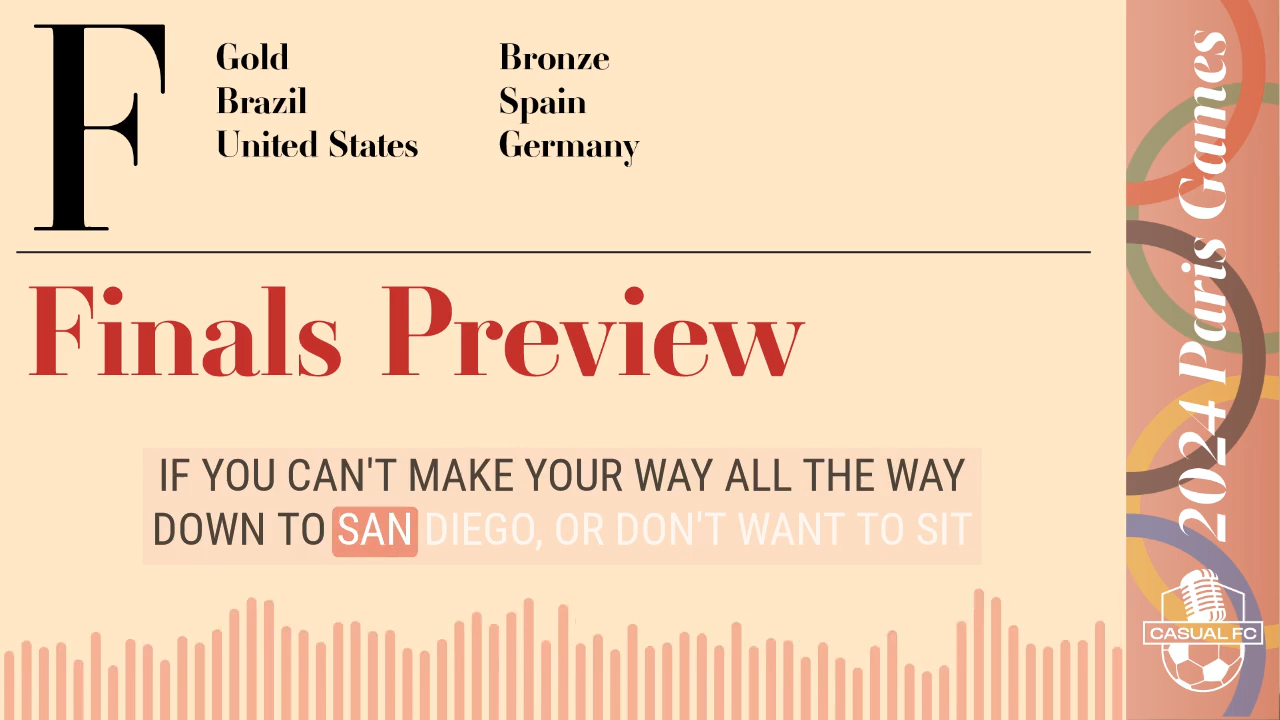 F
Gold
Brazil
United States
Bronze
Spain
Germany
Finals Preview
IF YOU CAN'T MAKE YOUR WAY ALL THE WAY
DOWN TO SAN DIEGO, OR DON'T WANT TO SIT
2024 Paris Games
CASUAL FC